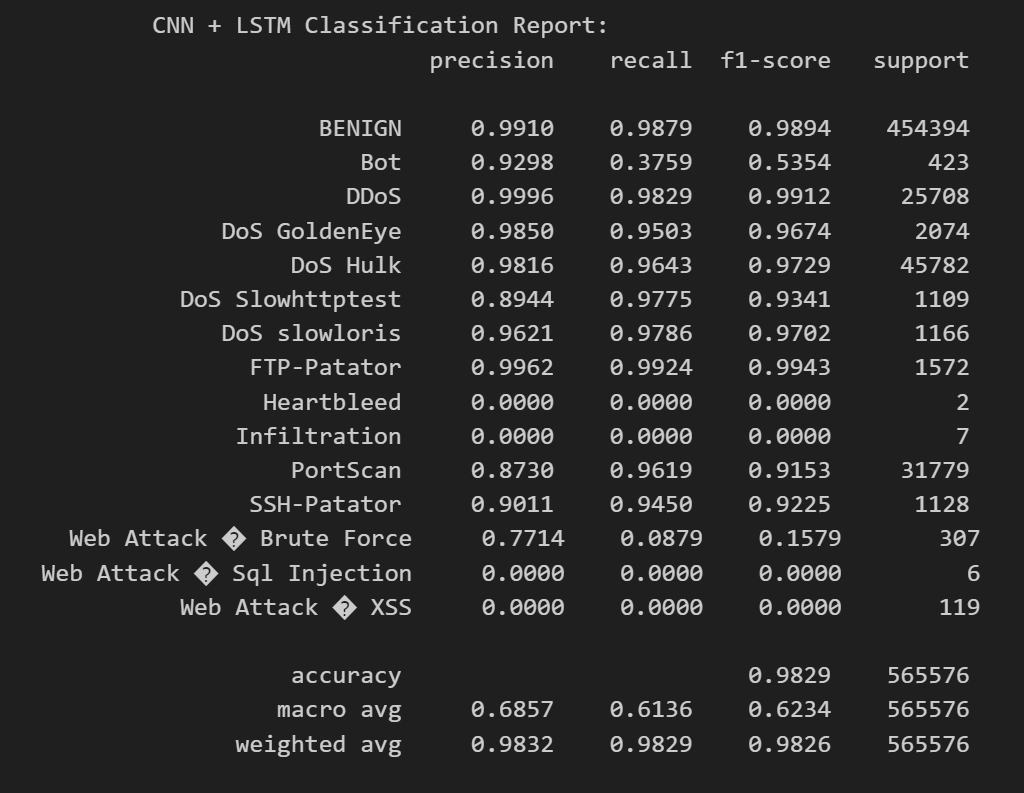 CNN + LSTM Classification Report:
precision recall f1-score support
BENIGN 0.9910 0.9879 0.9894 454394
Bot 0.9298 0.3759 0.5354 423
DDoS 0.9996 0.9829 0.9912 25708
DoS GoldenEye 0.9850 0.9503 0.9674 2074
DoS Hulk 0.9816 0.9643 0.9729 45782
DoS Slowhttptest 0.8944 0.9775 0.9341 1109
DoS slowloris 0.9621 0.9786 0.9702 1166
FTP-Patator 0.9962 0.9924 0.9943 1572
Heartbleed 0.0000 0.0000 0.0000 2
Infiltration 0.0000 0.0000 0.0000 7
PortScan 0.8730 0.9619 0.9153 31779
SSH-Patator 0.9011 0.9450 0.9225 1128
Web Attack � Brute Force 0.7714 0.0879 0.1579 307
Web Attack � Sql Injection 0.0000 0.0000 0.0000 6
Web Attack � XSS 0.0000 0.0000 0.0000 119
accuracy 0.9829 565576
macro avg 0.6857 0.6136 0.6234 565576
weighted avg 0.9832 0.9829 0.9826 565576